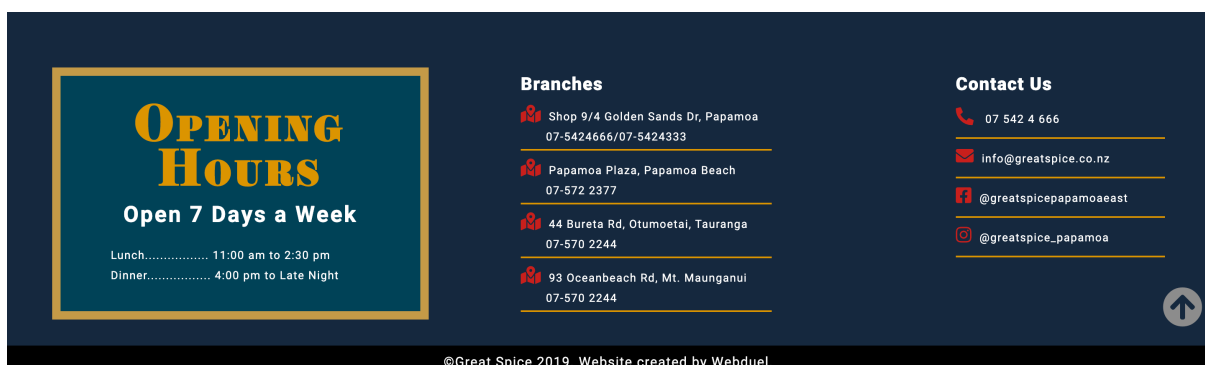 Opening
Hours
Open 7 Days a Week
Lunch................. 11:00 am to 2:30 pm
Dinner................. 4:00 pm to Late Night
Branches
Shop 9/4 Golden Sands Dr, Papamoa
07-5424666/07-5424333
Papamoa Plaza, Papamoa Beach
07-572 2377
44 Bureta Rd, Otumoetai, Tauranga
07-570 2244
93 Oceanbeach Rd, Mt. Maunganui
07-570 2244
Contact Us
07 542 4 666
info@greatspice.co.nz
@greatspicepapamoaeast
@greatspice_papamoa
©Great Spice 2019. Website created by Webduel